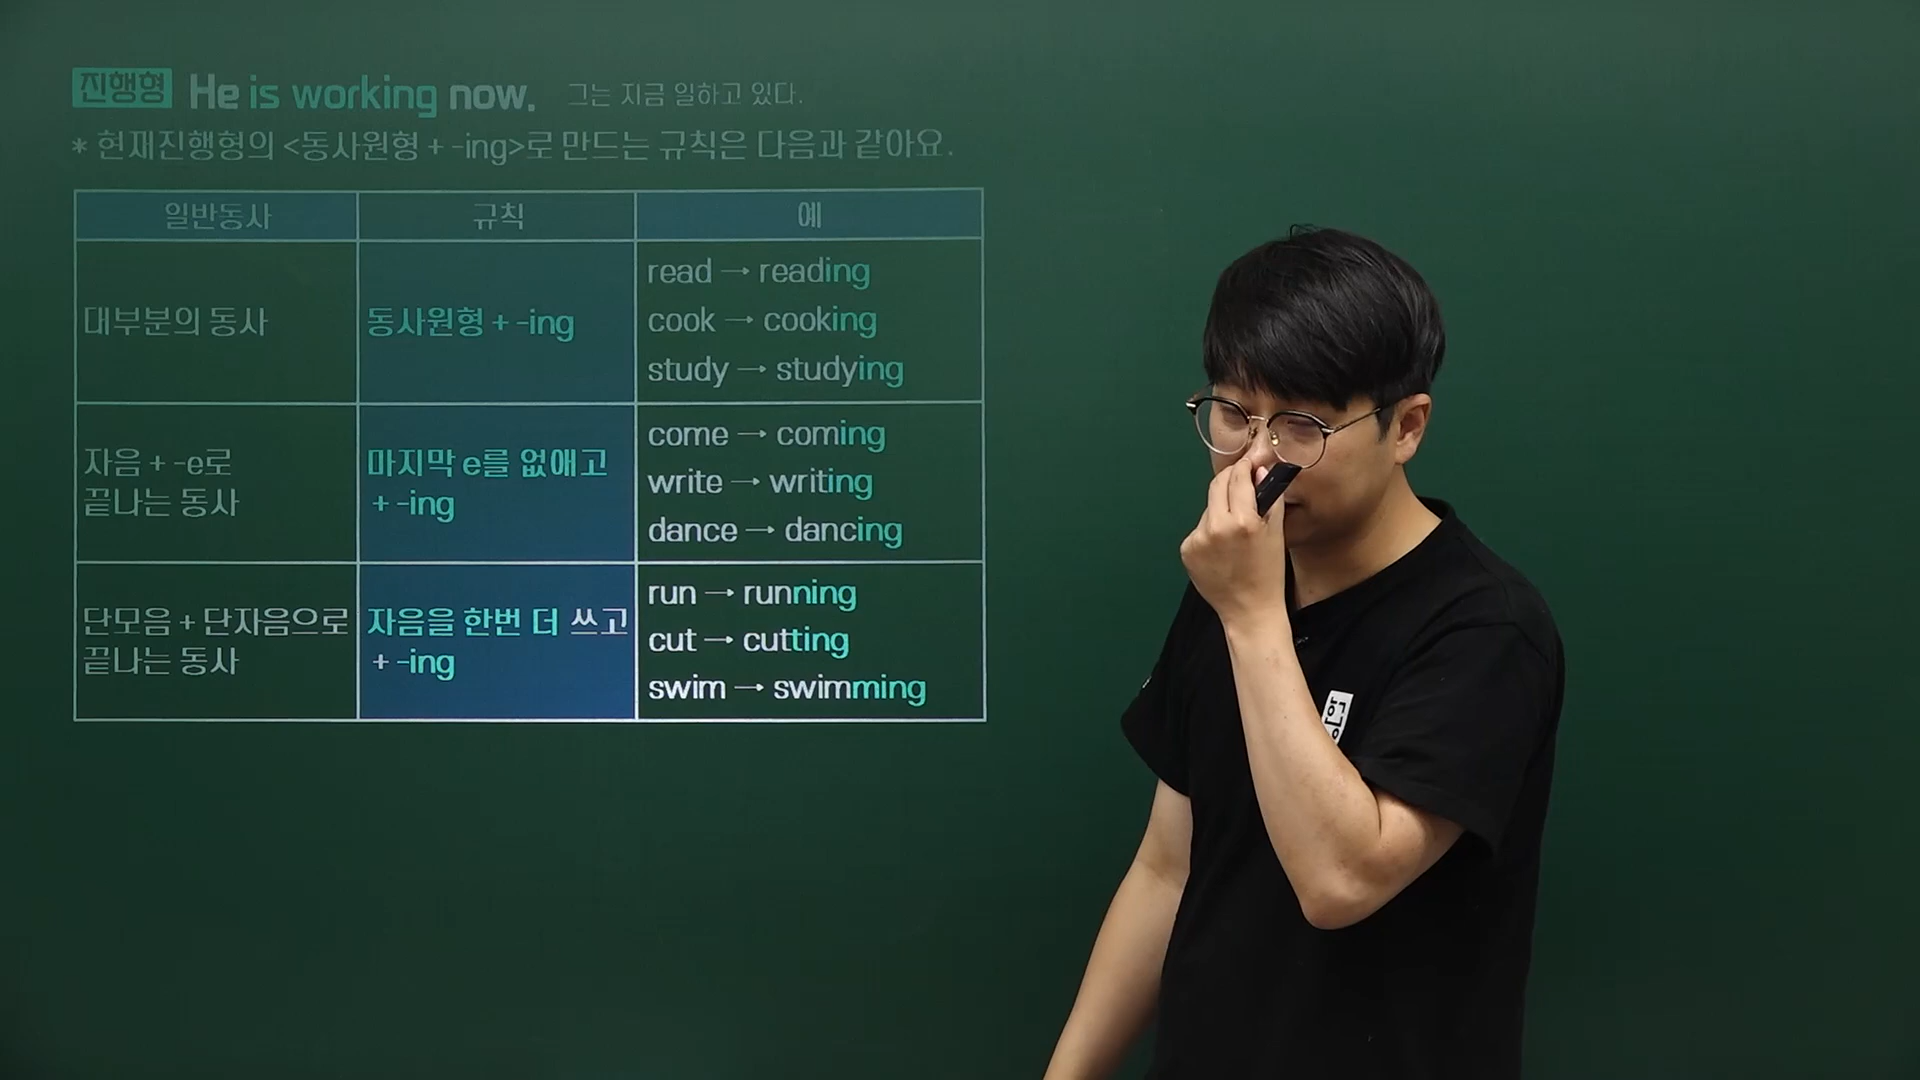 진행형 He is working now. 그는 지금 일하고 있다.
* 현재진행형의 <동사원형 + -ing>로 만드는 규칙은 다음과 같아요.
일반동사 규칙 예
대부분의 동사 동사원형 + -ing
read → reading
cook → cooking
study → studying
자음 + -e로
끝나는 동사
마지막 e를 없애고
+ -ing
come → coming
write → writing
dance → dancing
단모음 + 단자음으로
끝나는 동사
자음을 한번 더 쓰고
+ -ing
run → running
cut → cutting
swim → swimming